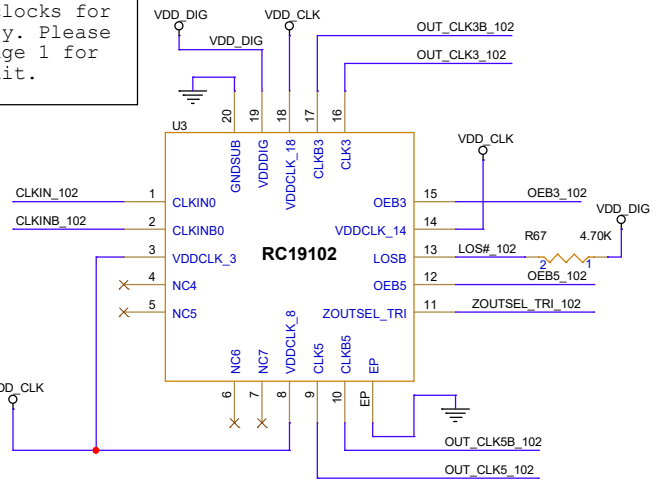 clocks for
y. Please
ge 1 for
it.
VDD_DIG
VDD_CLK
VDD_DIG
OUT_CLK3B_102
OUT_CLK3_102
20
19
18
17
16
U3
GNDSUB
VDDDIG
VDDCLK_18
CLKB3
CLK3
VDD_CLK
CLKIN_102
1
CLKIN0
OEB3
15
OEB3_102
VDD_DIG
CLKINB_102
2
CLKINB0
VDDCLK_14
14
R67
4.70K
3
VDDCLK_3
RC19102
LOSB
13
LOS#_102
2
1
4
NC4
OEB5
12
OEB5_102
5
NC5
ZOUTSEL_TRI
11
ZOUTSEL_TRI_102
NC6
NC7
VDDCLK_8
CLK5
CLKB5
EP
6
7
8
9
10
EP
DD_CLK
OUT_CLK5B_102
OUT_CLK5_102